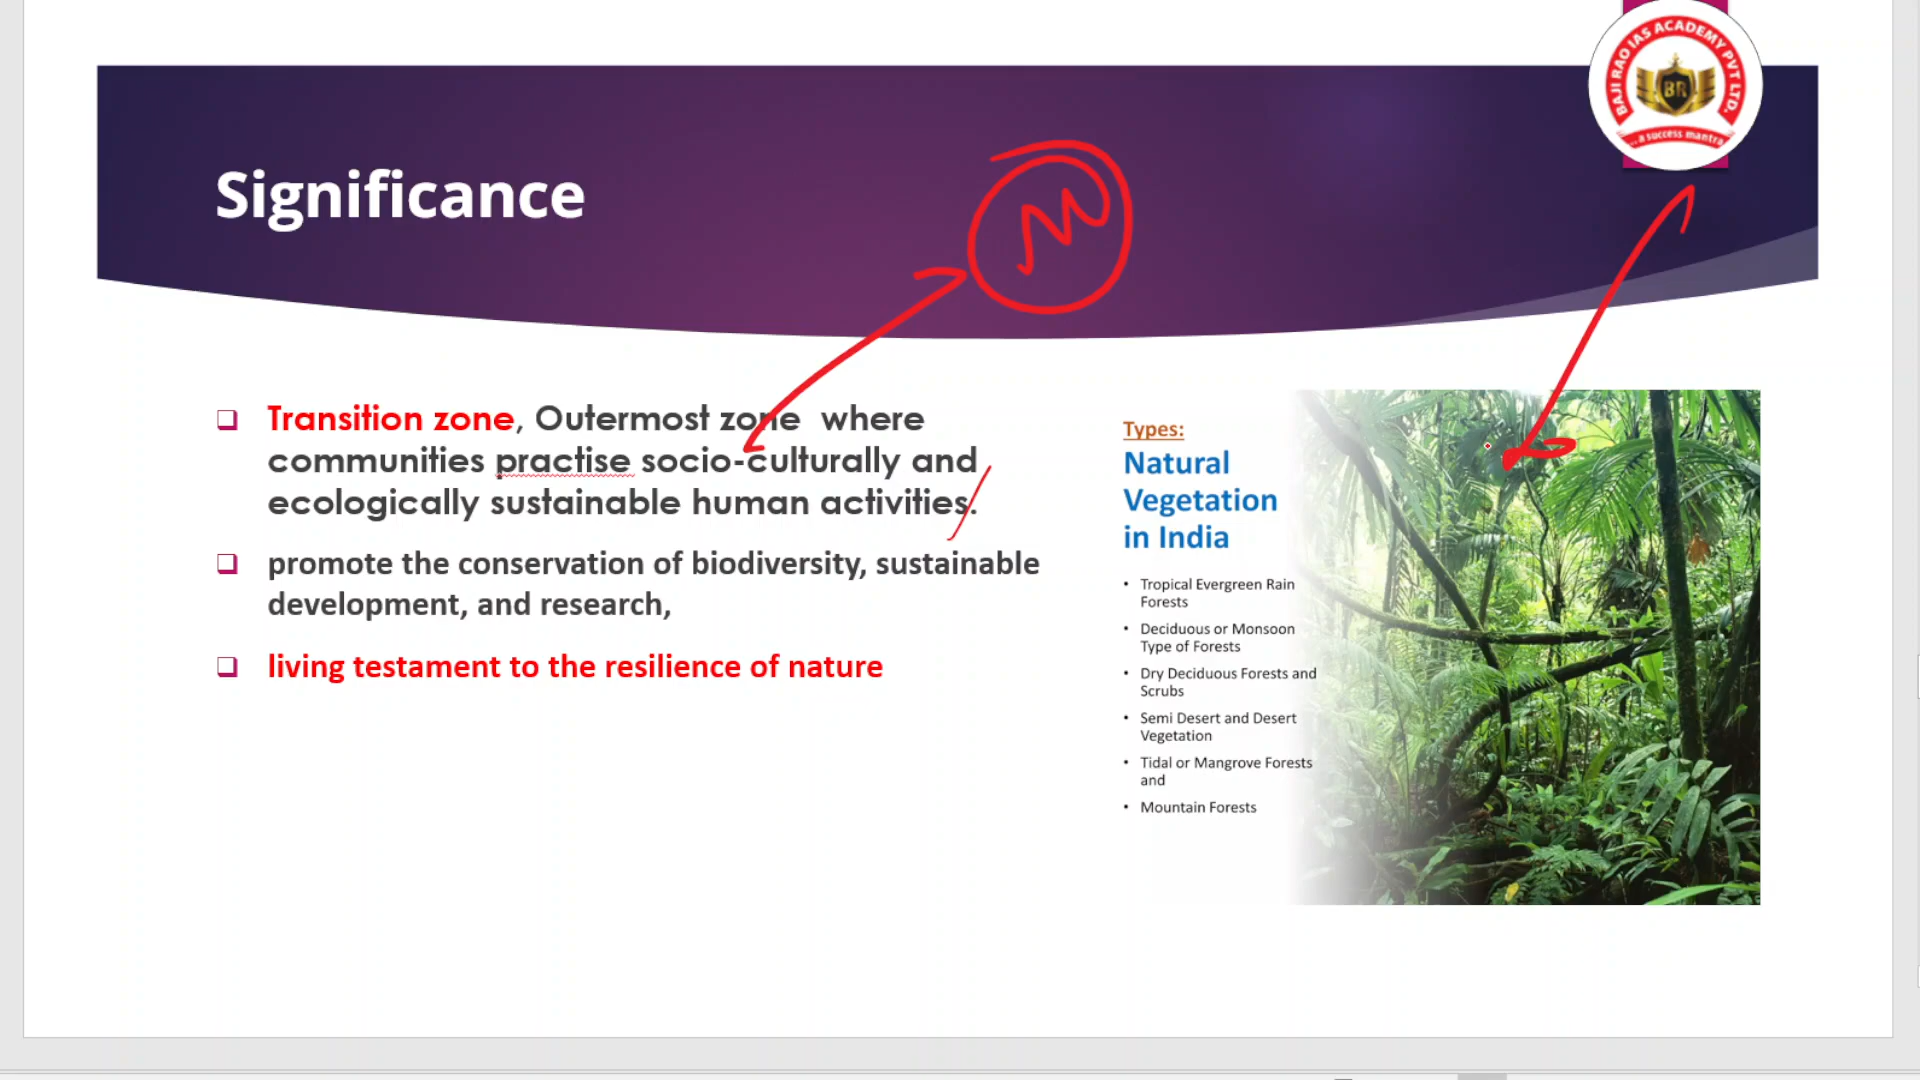 BAJI RAO IAS ACADEMY PVT LTD.
BR
...a success mantra
Significance
M
Transition zone, Outermost zone where
communities practise socio-culturally and
ecologically sustainable human activities.
promote the conservation of biodiversity, sustainable
development, and research,
living testament to the resilience of nature
Types:
Natural
Vegetation
in India
• Tropical Evergreen Rain
Forests
• Deciduous or Monsoon
Type of Forests
• Dry Deciduous Forests and
Scrubs
• Semi Desert and Desert
Vegetation
• Tidal or Mangrove Forests
and
• Mountain Forests